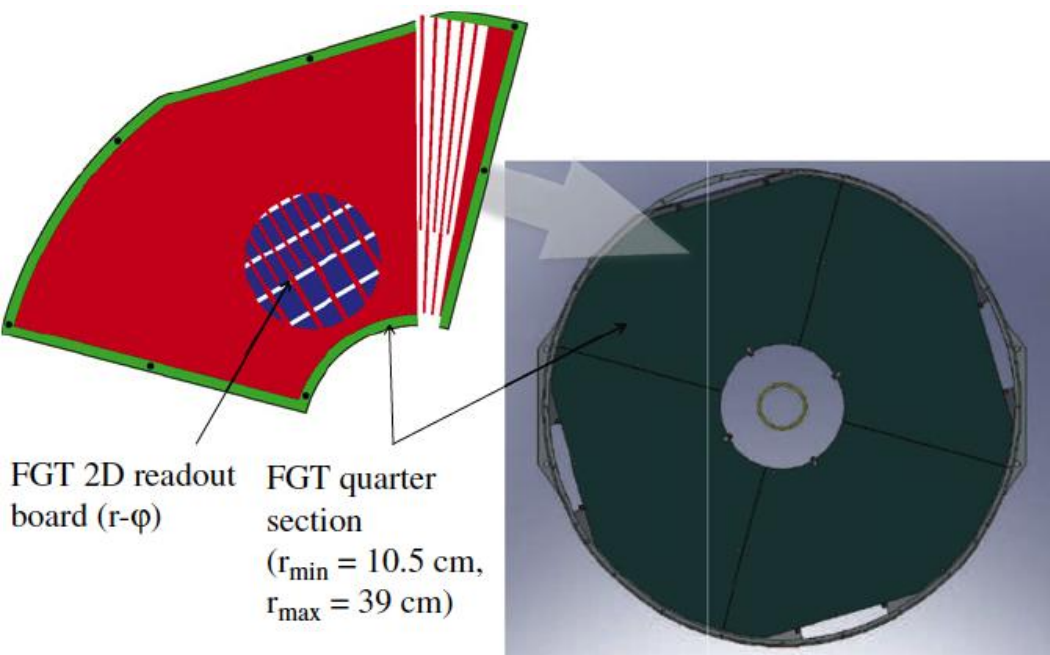 FGT 2D readout
board (r-φ)
FGT quarter
section
(rmin = 10.5 cm,
rmax = 39 cm)